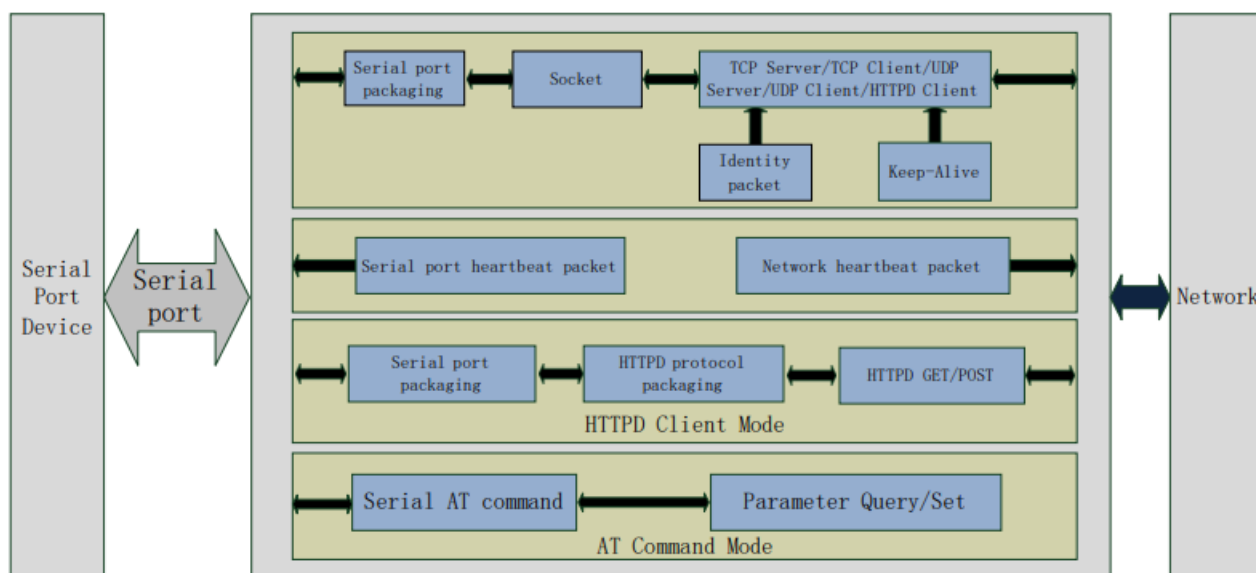 Serial
Port
Device
Serial
port
Serial port
packaging
Socket
TCP Server/TCP Client/UDP
Server/UDP Client/HTTPD Client
Identity
packet
Keep-Alive
Serial port heartbeat packet
Network heartbeat packet
Serial port
packaging
HTTPD protocol
packaging
HTTPD GET/POST
HTTPD Client Mode
Serial AT command
Parameter Query/Set
AT Command Mode
Network